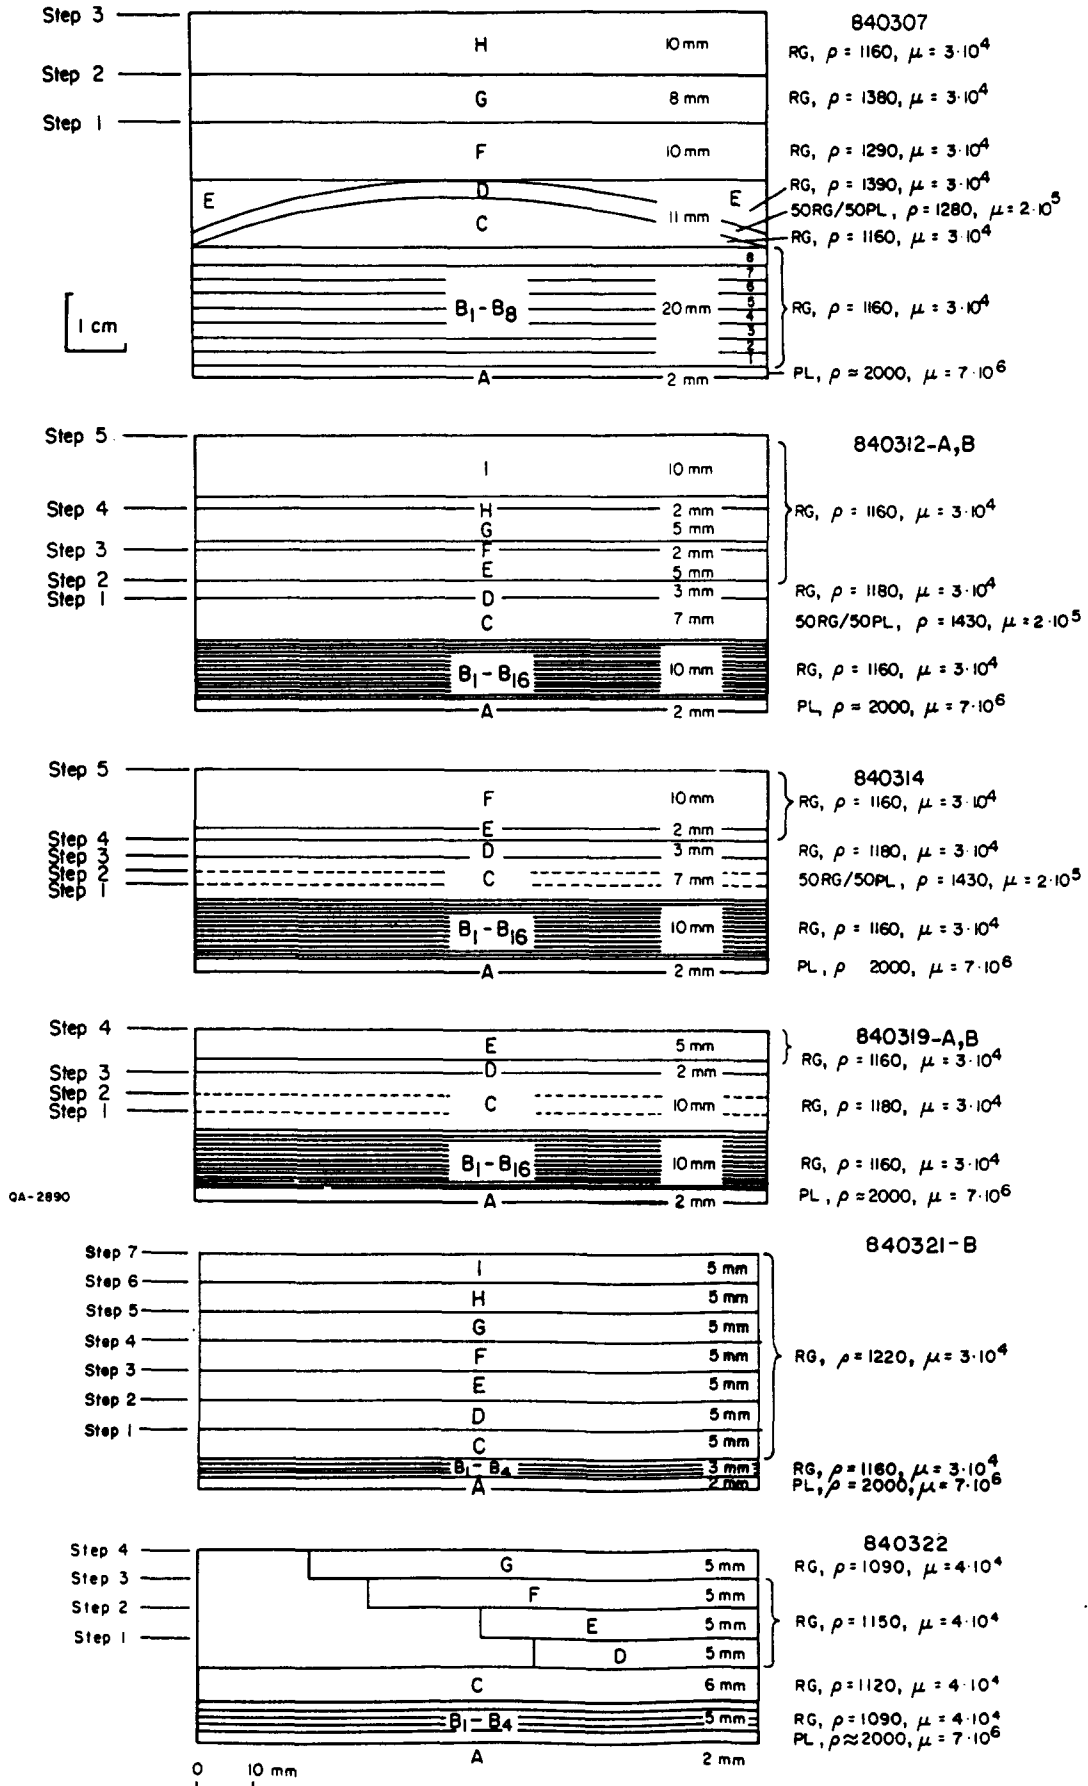 Step 3
840307
H 10 mm RG, ρ = 1160, μ = 3·10⁴
Step 2
G 8 mm RG, ρ = 1380, μ = 3·10⁴
Step 1
F 10 mm RG, ρ = 1290, μ = 3·10⁴
D RG, ρ = 1390, μ = 3·10⁴
E E
11 mm 50RG/50PL, ρ = 1280, μ = 2·10⁵
C RG, ρ = 1160, μ = 3·10⁴
8
7
6
1 cm B₁-B₈ 20 mm 5 RG, ρ = 1160, μ = 3·10⁴
4
3
2
1
A 2 mm PL, ρ ≈ 2000, μ = 7·10⁶
Step 5
840312-A,B
I 10 mm
Step 4 H 2 mm RG, ρ = 1160, μ = 3·10⁴
G 5 mm
Step 3 F 2 mm
E 5 mm
Step 2
Step 1 D 3 mm RG, ρ = 1180, μ = 3·10⁴
C 7 mm 50RG/50PL, ρ = 1430, μ = 2·10⁵
B₁-B₁₆ 10 mm RG, ρ = 1160, μ = 3·10⁴
A 2 mm PL, ρ ≈ 2000, μ = 7·10⁶
Step 5
840314
F 10 mm RG, ρ = 1160, μ = 3·10⁴
E 2 mm
Step 4
Step 3 D 3 mm RG, ρ = 1180, μ = 3·10⁴
Step 2
C 7 mm 50RG/50PL, ρ = 1430, μ = 2·10⁵
Step 1
B₁-B₁₆ 10 mm RG, ρ = 1160, μ = 3·10⁴
A 2 mm PL, ρ 2000, μ = 7·10⁶
Step 4
840319-A,B
E 5 mm RG, ρ = 1160, μ = 3·10⁴
Step 3 D 2 mm
Step 2
C 10 mm RG, ρ = 1180, μ = 3·10⁴
Step 1
B₁-B₁₆ 10 mm RG, ρ = 1160, μ = 3·10⁴
QA-2890
A 2 mm PL, ρ ≈ 2000, μ = 7·10⁶
840321-B
Step 7
I 5 mm
Step 6
H 5 mm
Step 5
G 5 mm
Step 4
F 5 mm RG, ρ = 1220, μ = 3·10⁴
Step 3
E 5 mm
Step 2
D 5 mm
Step 1
C 5 mm
B₁-B₄ 3 mm RG, ρ = 1160, μ = 3·10⁴
A 2 mm PL, ρ = 2000, μ = 7·10⁶
840322
Step 4
G 5 mm RG, ρ = 1090, μ = 4·10⁴
Step 3
F 5 mm
Step 2
E 5 mm RG, ρ = 1150, μ = 4·10⁴
Step 1
D 5 mm
C 6 mm RG, ρ = 1120, μ = 4·10⁴
B₁-B₄ 5 mm RG, ρ = 1090, μ = 4·10⁴
PL, ρ ≈ 2000, μ = 7·10⁶
A 2 mm
0 10 mm